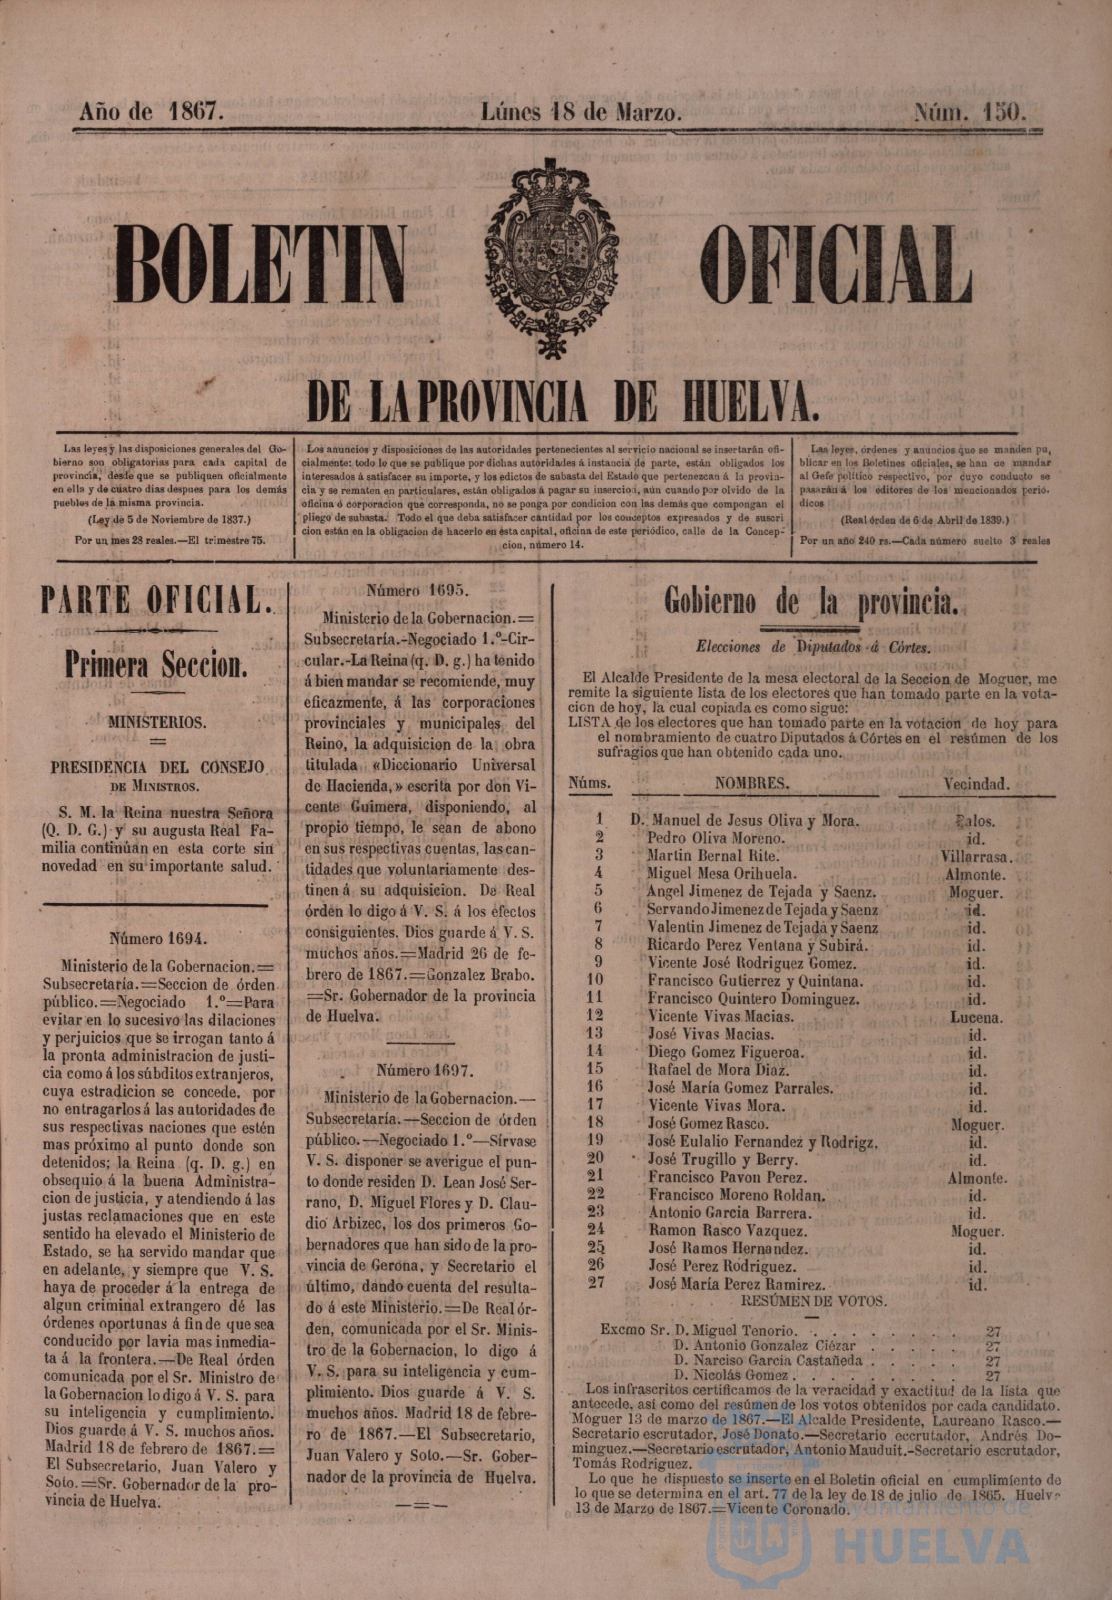 Año de 1867.
Lúnes 18 de Marzo.
Núm. 150.
BOLETIN OFICIAL
DE LA PROVINCIA DE HUELVA.
Las leyes y las disposiciones generales del Go-
bierno son obligatorias para cada capital de
provincia, desde que se publiquen oficialmente
en ella y de cuatro dias despues para los demás
pueblos de la misma provincia.
(Ley de 5 de Noviembre de 1837.)
Por un mes 28 reales.—El trimestre 75.
Los anuncios y disposiciones de las autoridades pertenecientes al servicio nacional se insertarán ofi-
cialmente: todo lo que se publique por dichas autoridades á instancia de parte, están obligados los
interesados á satisfacer su importe, y los edictos de subasta del Estado que pertenezcan á la provin-
cia y se rematen en particulares, están obligados á pagar su insercion, aún cuando por olvido de la
oficina ó corporacion que corresponda, no se ponga por condicion con las demás que compongan el
pliego de subasta. Todo el que deba satisfacer cantidad por los conceptos expresados y de suscri
cion están en la obligacion de hacerlo en esta capital, oficina de este periódico, calle de la Concep-
cion, número 14.
Las leyes, órdenes y anuncios que se manden pu,
blicar en los Boletines oficiales, se han de mandar
al Gefe político respectivo, por cuyo conducto se
pasarán á los editores de los mencionados perió-
dicos
(Real órden de 6 de Abril de 1839.)
Por un año 240 rs.—Cada número suelto 3 reales
PARTE OFICIAL.
Primera Seccion.
MINISTERIOS.
PRESIDENCIA DEL CONSEJO
DE MINISTROS.
S. M. la Reina nuestra Señora
(Q. D. G.) y su augusta Real Fa-
milia continúan en esta corte sin
novedad en su importante salud.
Número 1694.
Ministerio de la Gobernacion.=
Subsecretaría.=Seccion de órden
público.=Negociado 1.º=Para
evitar en lo sucesivo las dilaciones
y perjuicios que se irrogan tanto á
la pronta administracion de justi-
cia como á los súbditos extranjeros,
cuya estradicion se concede, por
no entragarlos á las autoridades de
sus respectivas naciones que estén
mas próximo al punto donde son
detenidos; la Reina (q. D. g.) en
obsequio á la buena Administra-
cion de justicia, y atendiendo á las
justas reclamaciones que en este
sentido ha elevado el Ministerio de
Estado, se ha servido mandar que
en adelante, y siempre que V. S.
haya de proceder á la entrega de
algun criminal extrangero dé las
órdenes oportunas á fin de que sea
conducido por lavia mas inmedia-
ta á la frontera.—De Real órden
comunicada por el Sr. Ministro de
la Gobernacion lo digo á V. S. para
su inteligencia y cumplimiento.
Dios guarde á V. S. muchos años.
Madrid 18 de febrero de 1867.=
El Subsecretario, Juan Valero y
Soto.=Sr. Gobernador de la pro-
vincia de Huelva.
Número 1695.
Ministerio de la Gobernacion.=
Subsecretaría.-Negociado 1.º-Cir-
cular.-La Reina (q. D. g.) ha tenido
á bien mandar se recomiende, muy
eficazmente, á las corporaciones
provinciales y municipales del
Reino, la adquisicion de la obra
titulada «Diccionario Universal
de Hacienda,» escrita por don Vi-
cente Guimera, disponiendo, al
propio tiempo, le sean de abono
en sus respectivas cuentas, las can-
tidades que voluntariamente des-
tinen á su adquisicion. De Real
órden lo digo á V. S. á los efectos
consiguientes. Dios guarde á V. S.
muchos años.=Madrid 26 de fe-
brero de 1867.=Gonzalez Brabo.
=Sr. Gobernador de la provincia
de Huelva.
Número 1697.
Ministerio de la Gobernacion.—
Subsecretaría.—Seccion de órden
público.—Negociado 1.º—Sírvase
V. S. disponer se averigue el pun-
to donde residen D. Lean José Ser-
rano, D. Miguel Flores y D. Clau-
dio Arbizec, los dos primeros Go-
bernadores que han sido de la pro-
vincia de Gerona, y Secretario el
último, dando cuenta del resulta-
do á este Ministerio.=De Real ór-
den, comunicada por el Sr. Minis-
tro de la Gobernacion, lo digo á
V. S. para su inteligencia y cum-
plimiento. Dios guarde á V. S.
muchos años. Madrid 18 de febre-
ro de 1867.—El Subsecretario,
Juan Valero y Soto.—Sr. Gober-
nador de la provincia de Huelva.
Gobierno de la provincia.
Elecciones de Diputados á Córtes.
El Alcalde Presidente de la mesa electoral de la Seccion de Moguer, me
remite la siguiente lista de los electores que han tomado parte en la vota-
cion de hoy, la cual copiada es como sigue:
LISTA de los electores que han tomado parte en la votacion de hoy para
el nombramiento de cuatro Diputados á Córtes en el resúmen de los
sufragios que han obtenido cada uno.
Núms. NOMBRES. Vecindad.
1 D. Manuel de Jesus Oliva y Mora. Palos.
2 Pedro Oliva Moreno. id.
3 Martin Bernal Rite. Villarrasa.
4 Miguel Mesa Orihuela. Almonte.
5 Angel Jimenez de Tejada y Saenz. Moguer.
6 Servando Jimenez de Tejada y Saenz id.
7 Valentin Jimenez de Tejada y Saenz id.
8 Ricardo Perez Ventana y Subirá. id.
9 Vicente José Rodriguez Gomez. id.
10 Francisco Gutierrez y Quintana. id.
11 Francisco Quintero Dominguez. id.
12 Vicente Vivas Macias. Lucena.
13 José Vivas Macias. id.
14 Diego Gomez Figueroa. id.
15 Rafael de Mora Diaz. id.
16 José María Gomez Parrales. id.
17 Vicente Vivas Mora. id.
18 José Gomez Rasco. Moguer.
19 José Eulalio Fernandez y Rodrigz. id.
20 José Trugillo y Berry. id.
21 Francisco Pavon Perez. Almonte.
22 Francisco Moreno Roldan. id.
23 Antonio Garcia Barrera. id.
24 Ramon Rasco Vazquez. Moguer.
25 José Ramos Hernandez. id.
26 José Perez Rodriguez. id.
27 José María Perez Ramirez. id.
RESÚMEN DE VOTOS.
Excmo Sr. D. Miguel Tenorio. . . . . . . . . 27
D. Antonio Gonzalez Ciézar . . . . . 27
D. Narciso Garcia Castañeda . . . . . 27
D. Nicolás Gomez . . . . . . . . . 27
Los infrascritos certificamos de la veracidad y exactitud de la lista que
antecede, así como del resúmen de los votos obtenidos por cada candidato.
Moguer 13 de marzo de 1867.—El Alcalde Presidente, Laureano Rasco.—
Secretario escrutador, José Donato.—Secretario eccrutador, Andrés Do-
minguez.—Secretario escrutador, Antonio Mauduit.-Secretario escrutador,
Tomás Rodriguez.
Lo que he dispuesto se inserte en el Boletin oficial en cumplimiento de
lo que se determina en el art. 77 de la ley de 18 de julio de 1865. Huelva
13 de Marzo de 1867.=Vicente Coronado.
Ayuntamiento de
HUELVA